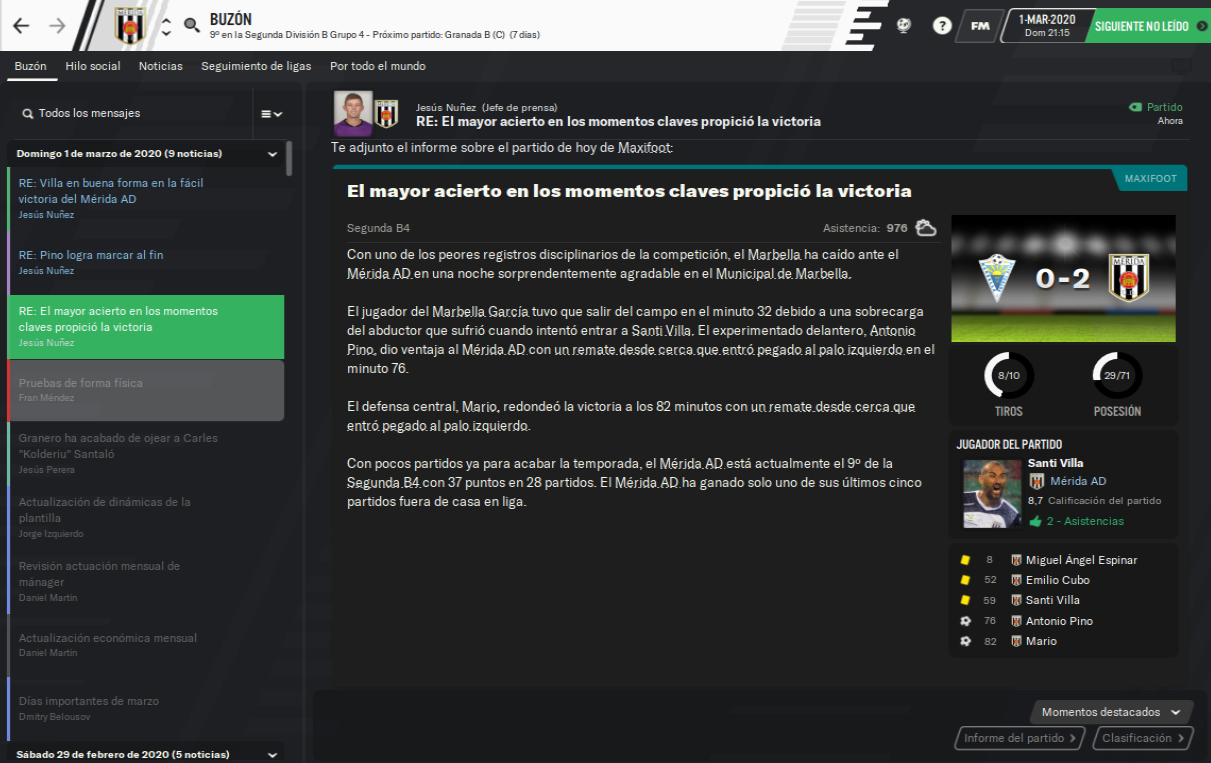 BUZÓN
9º en la Segunda División B Grupo 4 - Próximo partido: Granada B (C) (7 días)
FM
1-MAR-2020
Dom 21:15
SIGUIENTE NO LEÍDO
Buzón
Hilo social
Noticias
Seguimiento de ligas
Por todo el mundo
Todos los mensajes
Domingo 1 de marzo de 2020 (9 noticias)
RE: Villa en buena forma en la fácil
victoria del Mérida AD
Jesús Nuñez
RE: Pino logra marcar al fin
Jesús Nuñez
RE: El mayor acierto en los momentos
claves propició la victoria
Jesús Nuñez
Pruebas de forma física
Fran Méndez
Granero ha acabado de ojear a Carles
"Kolderiu" Santaló
Jesús Perera
Actualización de dinámicas de la
plantilla
Jorge Izquierdo
Revisión actuación mensual de
mánager
Daniel Martin
Actualización económica mensual
Daniel Martin
Días importantes de marzo
Dmitry Belousov
Sábado 29 de febrero de 2020 (5 noticias)
Jesús Nuñez (Jefe de prensa)
RE: El mayor acierto en los momentos claves propició la victoria
Partido
Ahora
Te adjunto el informe sobre el partido de hoy de Maxifoot:
MAXIFOOT
El mayor acierto en los momentos claves propició la victoria
Segunda B4
Asistencia: 976
Con uno de los peores registros disciplinarios de la competición, el Marbella ha caído ante el
Mérida AD en una noche sorprendentemente agradable en el Municipal de Marbella.
El jugador del Marbella García tuvo que salir del campo en el minuto 32 debido a una sobrecarga
del abductor que sufrió cuando intentó entrar a Santi Villa. El experimentado delantero, Antonio
Pino, dio ventaja al Mérida AD con un remate desde cerca que entró pegado al palo izquierdo en el
minuto 76.
El defensa central, Mario, redondeó la victoria a los 82 minutos con un remate desde cerca que
entró pegado al palo izquierdo.
Con pocos partidos ya para acabar la temporada, el Mérida AD está actualmente el 9º de la
Segunda B4 con 37 puntos en 28 partidos. El Mérida AD ha ganado solo uno de sus últimos cinco
partidos fuera de casa en liga.
0-2
MÉRIDA
8/10
TIROS
29/71
POSESIÓN
JUGADOR DEL PARTIDO
Santi Villa
Mérida AD
8,7 Calificación del partido
2 - Asistencias
8 Miguel Ángel Espinar
52 Emilio Cubo
59 Santi Villa
76 Antonio Pino
82 Mario
Momentos destacados
Informe del partido
Clasificación